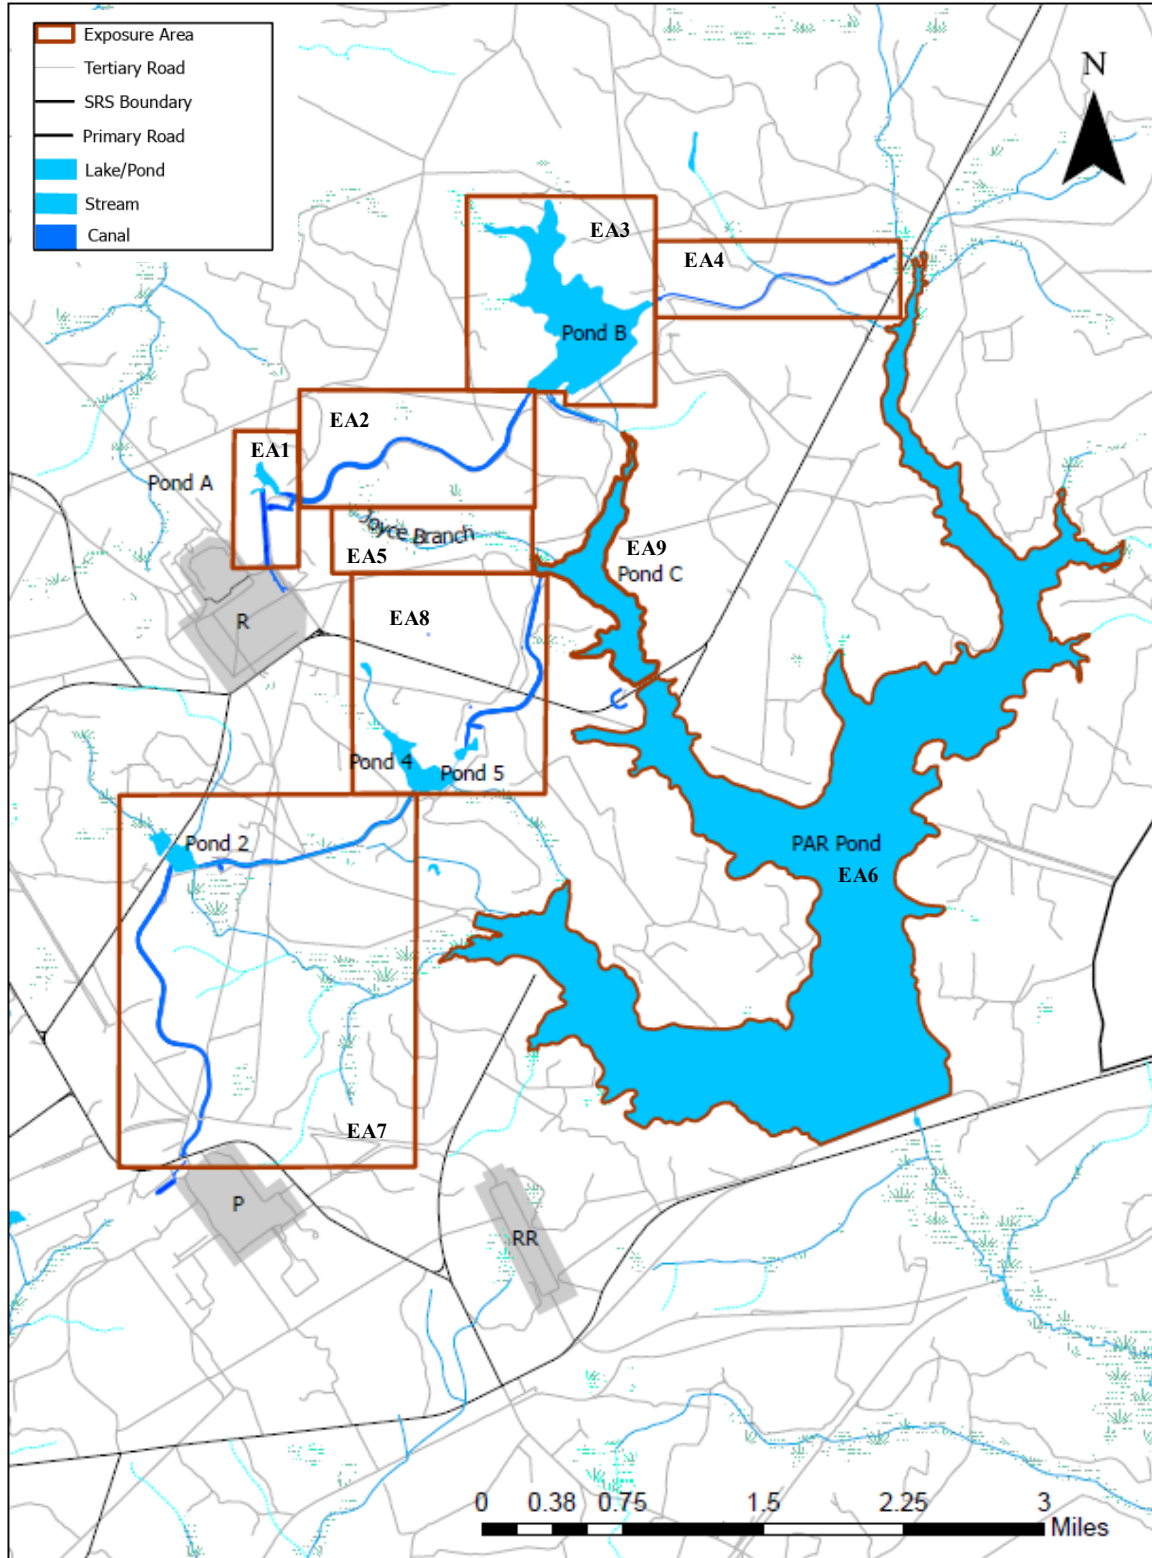 Exposure Area
Tertiary Road
SRS Boundary
Primary Road
Lake/Pond
Stream
Canal
N
EA3
EA4
Pond B
EA2
EA1
Pond A
Joyce Branch
EA5
EA9
Pond C
EA8
R
Pond 4
Pond 5
Pond 2
PAR Pond
EA6
EA7
P
RR
0 0.38 0.75 1.5 2.25 3
Miles